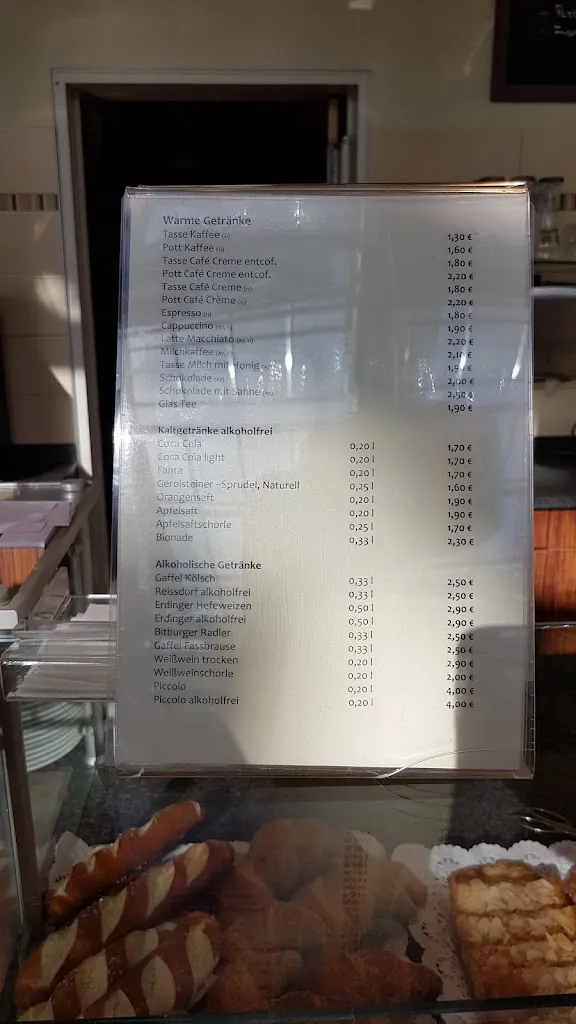 Warme Getränke
Tasse Kaffee 1,30 €
Pott Kaffee 1,60 €
Tasse Café Creme entcof. 1,80 €
Pott Café Creme entcof. 2,20 €
Tasse Café Creme 1,80 €
Pott Café Crème 2,20 €
Espresso 1,80 €
Cappuccino 1,90 €
Latte Macchiato 2,20 €
Milchkaffee 2,10 €
Tasse Milch mit Honig
Schokolade 2,00 €
Schokolade mit Sahne 2,50 €
Glas Tee 1,90 €
Kaltgetränke alkoholfrei
Coca Cola 0,20 l 1,70 €
Coca Cola light 0,20 l 1,70 €
Fanta 0,20 l 1,70 €
Gerolsteiner –Sprudel, Naturell 0,25 l 1,60 €
Orangensaft 0,20 l 1,90 €
Apfelsaft 0,20 l 1,90 €
Apfelsaftschorle 0,25 l 1,70 €
Bionade 0,33 l 2,30 €
Alkoholische Getränke
Gaffel Kölsch 0,33 l 2,50 €
Reissdorf alkoholfrei 0,33 l 2,50 €
Erdinger Hefeweizen 0,50 l 2,90 €
Erdinger alkoholfrei 0,50 l 2,90 €
Bitburger Radler 0,33 l 2,50 €
Gaffel Fassbrause 0,33 l 2,50 €
Weißwein trocken 0,20 l 2,90 €
Weißweinschorle 0,20 l 2,00 €
Piccolo 0,20 l 4,00 €
Piccolo alkoholfrei 0,20 l 4,00 €